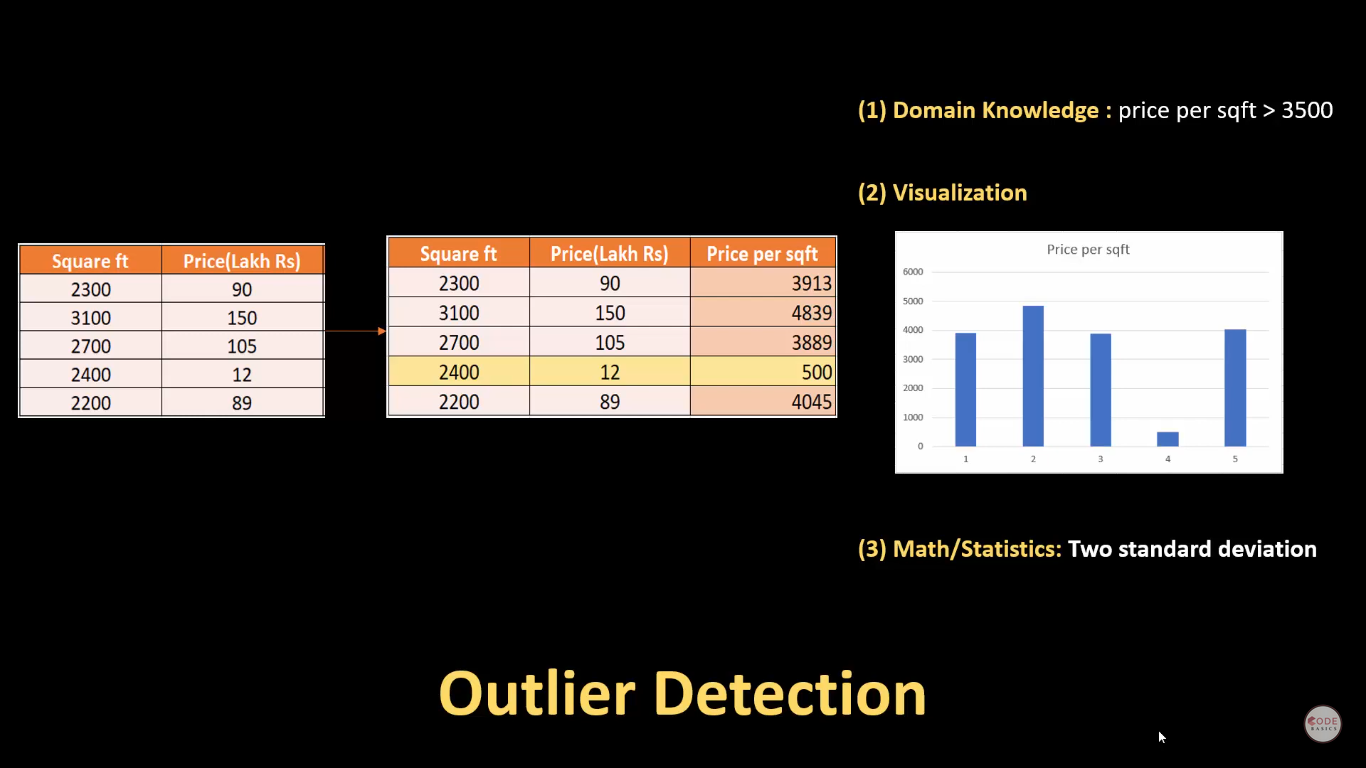 (1) Domain Knowledge : price per sqft > 3500
(2) Visualization
Square ft Price(Lakh Rs)
2300 90
3100 150
2700 105
2400 12
2200 89
Square ft Price(Lakh Rs) Price per sqft
2300 90 3913
3100 150 4839
2700 105 3889
2400 12 500
2200 89 4045
Price per sqft
6000
5000
4000
3000
2000
1000
0
1 2 3 4 5
(3) Math/Statistics: Two standard deviation
Outlier Detection
CODE
BASICS